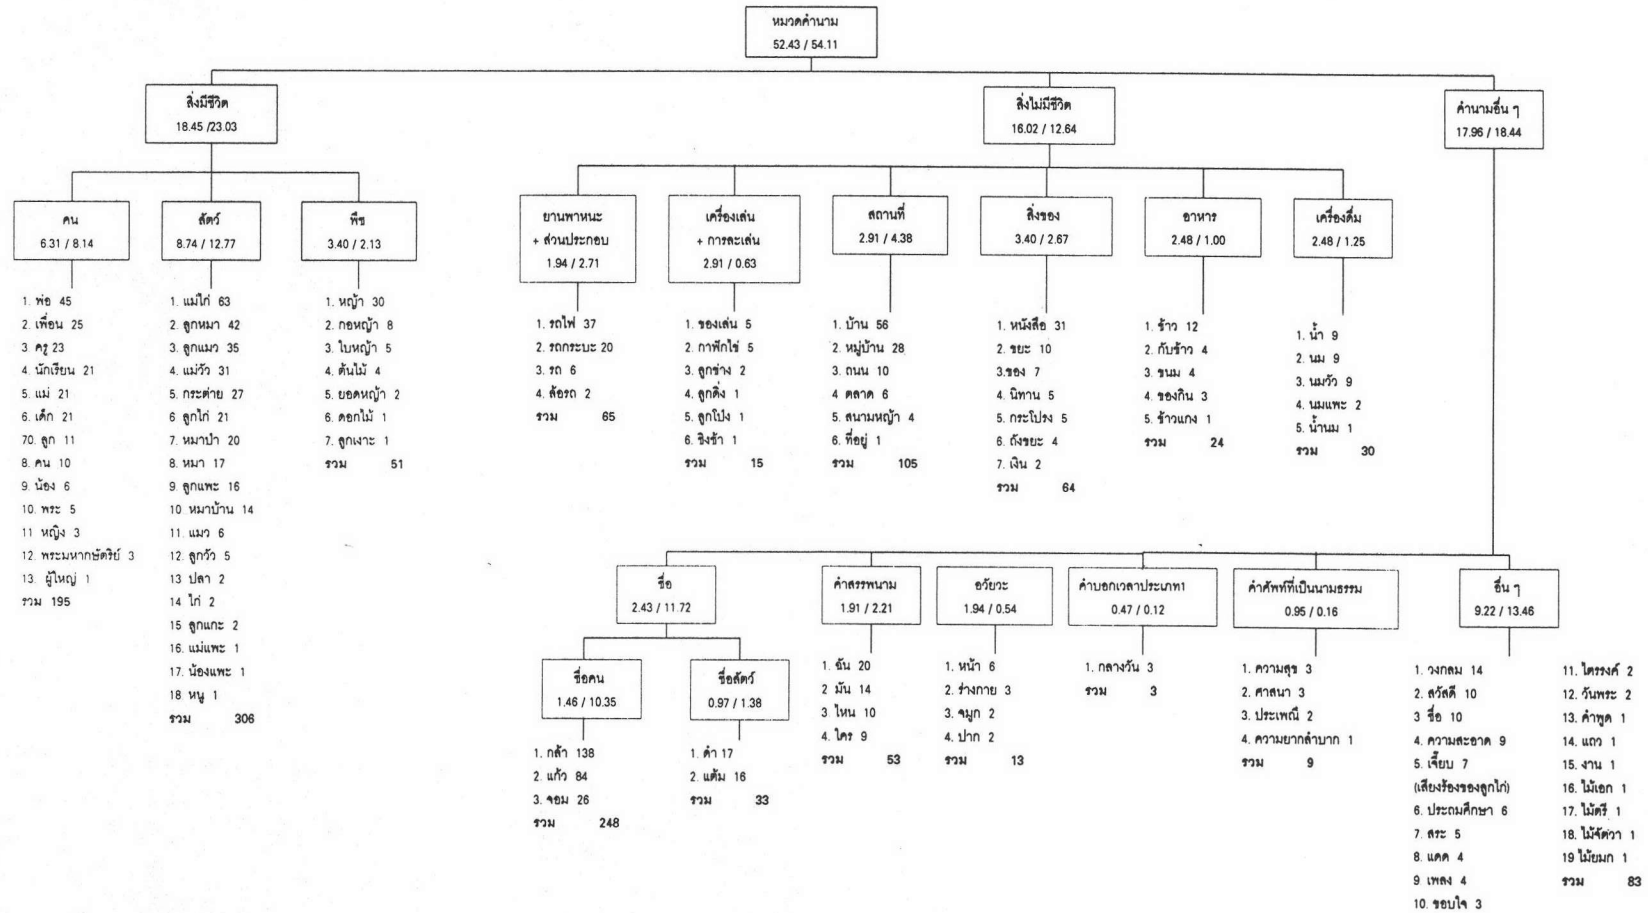 หมวดคำนาม
52.43 / 54.11
สิ่งมีชีวิต
18.45 /23.03
สิ่งไม่มีชีวิต
16.02 / 12.64
คำนามอื่น ๆ
17.96 / 18.44
คน
6.31 / 8.14
1. พ่อ 45
2. เพื่อน 25
3. ครู 23
4. นักเรียน 21
5. แม่ 21
6. เด็ก 21
70. ลูก 11
8. คน 10
9. น้อง 6
10. พระ 5
11 หญิง 3
12. พระมหากษัตริย์ 3
13. ผู้ใหญ่ 1
รวม 195
สัตว์
8.74 / 12.77
1. แม่ไก่ 63
2. ลูกหมา 42
3. ลูกแมว 35
4. แม่วัว 31
5. กระต่าย 27
6 ลูกไก่ 21
7. หมาป่า 20
8. หมา 17
9. ลูกแพะ 16
10. หมาบ้าน 14
11. แมว 6
12. ลูกวัว 5
13 ปลา 2
14 ไก่ 2
15 ลูกแกะ 2
16. แม่แพะ 1
17. น้องแพะ 1
18 หนู 1
รวม 306
พืช
3.40 / 2.13
1. หญ้า 30
2. กอหญ้า 8
3. ใบหญ้า 5
4. ต้นไม้ 4
5. ยอดหญ้า 2
6. ดอกไม้ 1
7. ลูกเงาะ 1
รวม 51
ยานพาหนะ
+ ส่วนประกอบ
1.94 / 2.71
1. รถไฟ 37
2. รถกระบะ 20
3. รถ 6
4. ล้อรถ 2
รวม 65
เครื่องเล่น
+ การละเล่น
2.91 / 0.63
1. ของเล่น 5
2. กาฟักไข่ 5
3. ลูกข่าง 2
4. ลูกดิ่ง 1
5. ลูกโป่ง 1
6. ชิงช้า 1
รวม 15
สถานที่
2.91 / 4.38
1. บ้าน 56
2. หมู่บ้าน 28
3. ถนน 10
4 ตลาด 6
5. สนามหญ้า 4
6. ที่อยู่ 1
รวม 105
สิ่งของ
3.40 / 2.67
1. หนังสือ 31
2. ขยะ 10
3.ของ 7
4. นิทาน 5
5. กระโปรง 5
6. ถังขยะ 4
7. เงิน 2
รวม 64
อาหาร
2.48 / 1.00
1. ข้าว 12
2. กับข้าว 4
3. ขนม 4
4. ของกิน 3
5. ข้าวแกง 1
รวม 24
เครื่องดื่ม
2.48 / 1.25
1. น้ำ 9
2. นม 9
3. นมวัว 9
4. นมแพะ 2
5. น้ำนม 1
รวม 30
ชื่อ
2.43 / 11.72
ชื่อคน
1.46 / 10.35
1. กล้า 138
2. แก้ว 84
3. จอม 26
รวม 248
ชื่อสัตว์
0.97 / 1.38
1. ดำ 17
2. แต้ม 16
รวม 33
คำสรรพนาม
1.91 / 2.21
1. ฉัน 20
2 มัน 14
3 ไหน 10
4. ใคร 9
รวม 53
อวัยวะ
1.94 / 0.54
1. หน้า 6
2. ร่างกาย 3
3. จมูก 2
4. ปาก 2
รวม 13
คำบอกเวลาประเภท1
0.47 / 0.12
1. กลางวัน 3
รวม 3
คำศัพท์ที่เป็นนามธรรม
0.95 / 0.16
1. ความสุข 3
2. ศาสนา 3
3. ประเพณี 2
4. ความยากลำบาก 1
รวม 9
อื่น ๆ
9.22 / 13.46
1. วงกลม 14
2. สวัสดี 10
3 ชื่อ 10
4. ความสะอาด 9
5. เจี๊ยบ 7
(เสียงร้องของลูกไก่)
6. ประถมศึกษา 6
7. สระ 5
8. แดด 4
9 เพลง 4
10. ขอบใจ 3
11. ไตรรงค์ 2
12. วันพระ 2
13. คำพูด 1
14. แถว 1
15. งาน 1
16. ไม้เอก 1
17. ไม้ตรี 1
18. ไม้จัตวา 1
19 ไม้ยมก 1
รวม 83